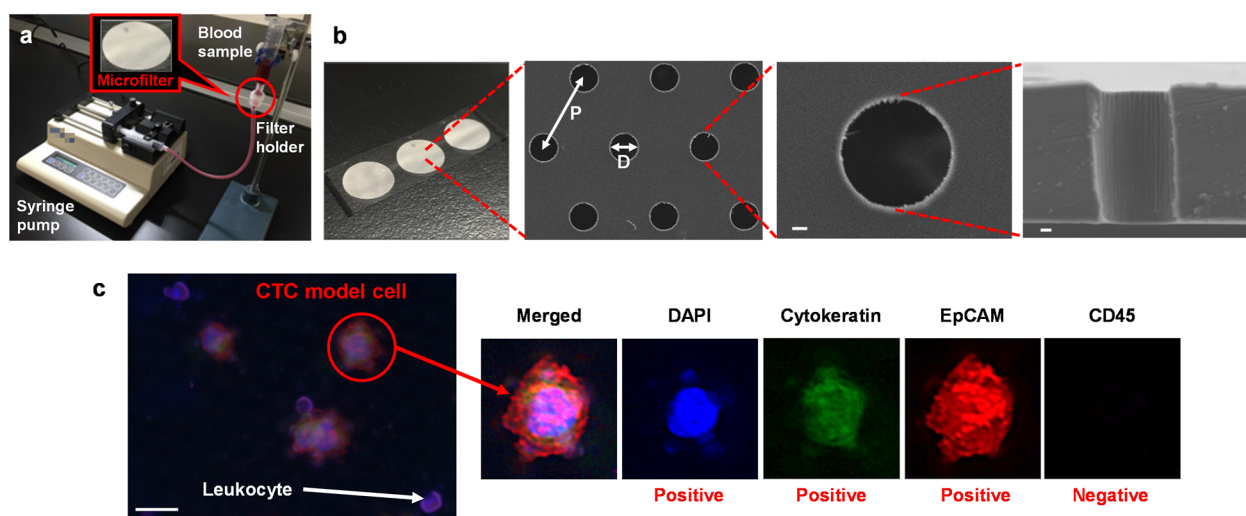 a
Blood
sample
Microfilter
Filter
holder
Syringe
pump
b
P
D
c
CTC model cell
Leukocyte
Merged
DAPI
Cytokeratin
EpCAM
CD45
Positive
Positive
Positive
Negative